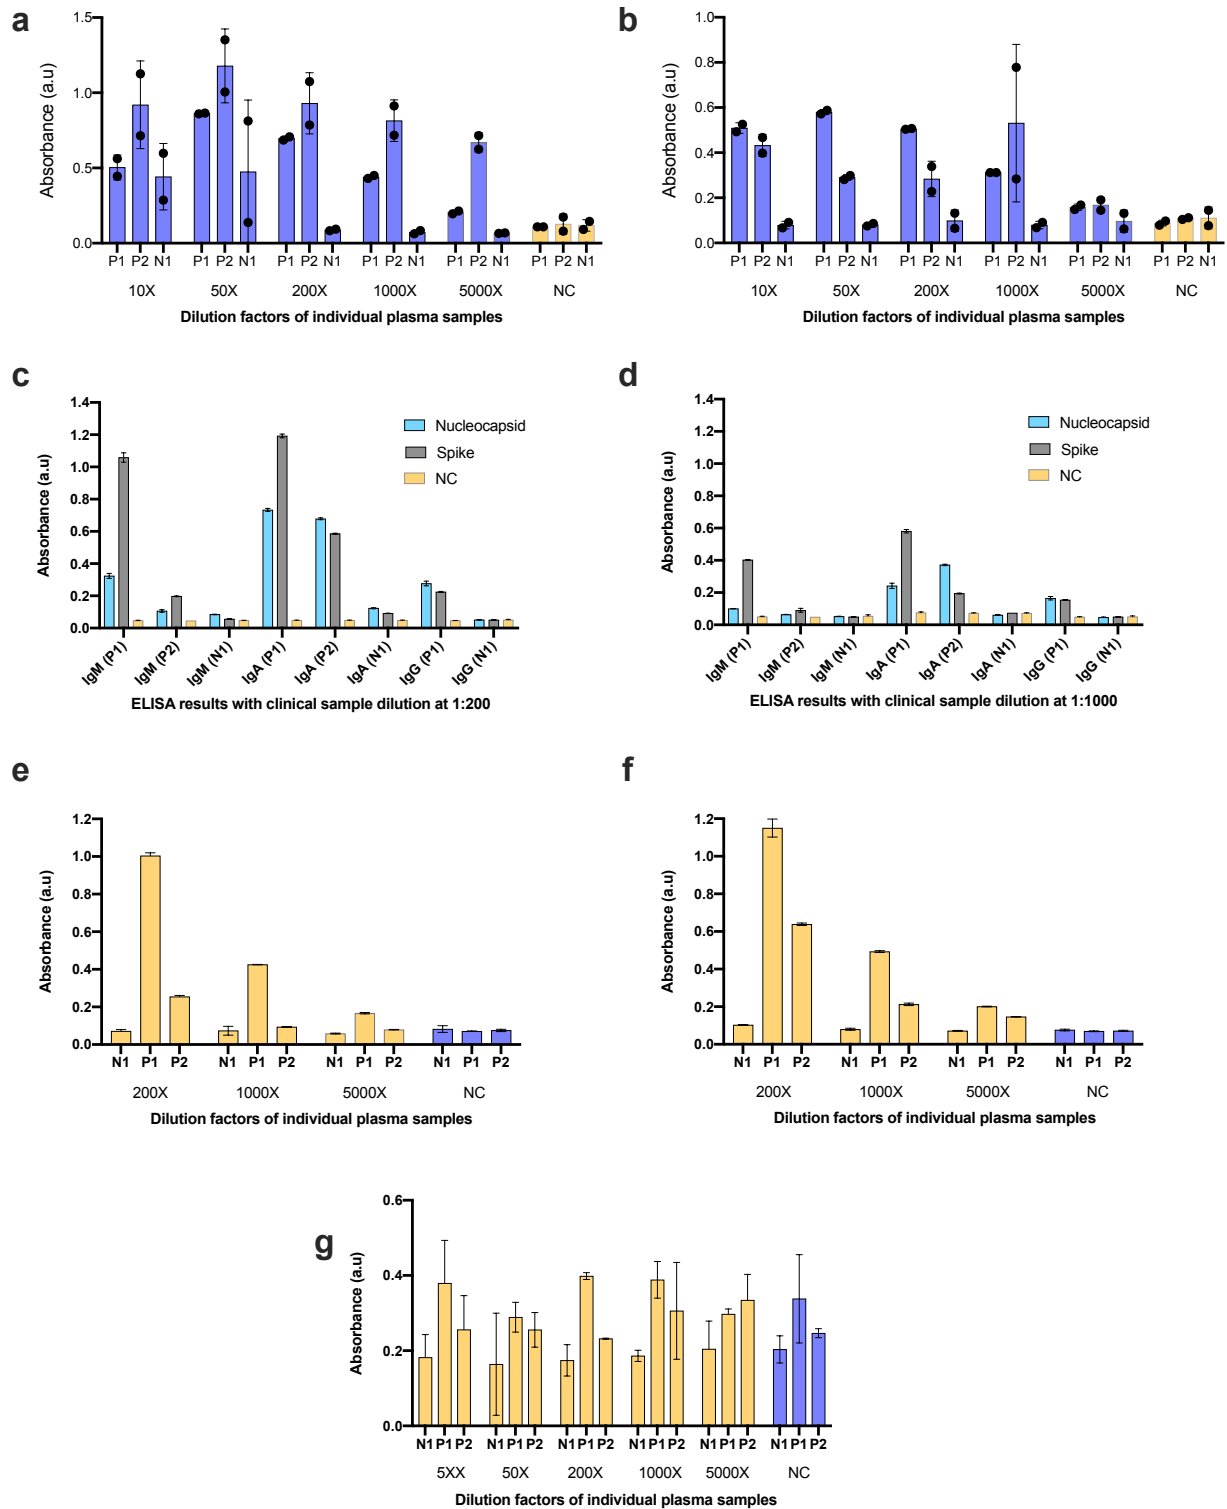 a
1.5
1.0
0.5
0.0
Absorbance (a.u)
P1 P2 N1 P1 P2 N1 P1 P2 N1 P1 P2 N1 P1 P2 N1 P1 P2 N1
10X 50X 200X 1000X 5000X NC
Dilution factors of individual plasma samples
b
1.0
0.8
0.6
0.4
0.2
0.0
Absorbance (a.u)
P1 P2 N1 P1 P2 N1 P1 P2 N1 P1 P2 N1 P1 P2 N1 P1 P2 N1
10X 50X 200X 1000X 5000X NC
Dilution factors of individual plasma samples
c
1.4
1.2
1.0
0.8
0.6
0.4
0.2
0.0
Absorbance (a.u)
Nucleocapsid
Spike
NC
IgM (P1) IgM (P2) IgM (N1) IgA (P1) IgA (P2) IgA (N1) IgG (P1) IgG (N1)
ELISA results with clinical sample dilution at 1:200
d
1.4
1.2
1.0
0.8
0.6
0.4
0.2
0.0
Absorbance (a.u)
Nucleocapsid
Spike
NC
IgM (P1) IgM (P2) IgM (N1) IgA (P1) IgA (P2) IgA (N1) IgG (P1) IgG (N1)
ELISA results with clinical sample dilution at 1:1000
e
1.2
1.0
0.8
0.6
0.4
0.2
0.0
Absorbance (a.u)
N1 P1 P2 N1 P1 P2 N1 P1 P2 N1 P1 P2
200X 1000X 5000X NC
Dilution factors of individual plasma samples
f
1.2
1.0
0.8
0.6
0.4
0.2
0.0
Absorbance (a.u)
N1 P1 P2 N1 P1 P2 N1 P1 P2 N1 P1 P2
200X 1000X 5000X NC
Dilution factors of individual plasma samples
g
0.6
0.4
0.2
0.0
Absorbance (a.u)
N1 P1 P2 N1 P1 P2 N1 P1 P2 N1 P1 P2 N1 P1 P2 N1 P1 P2
5XX 50X 200X 1000X 5000X NC
Dilution factors of individual plasma samples